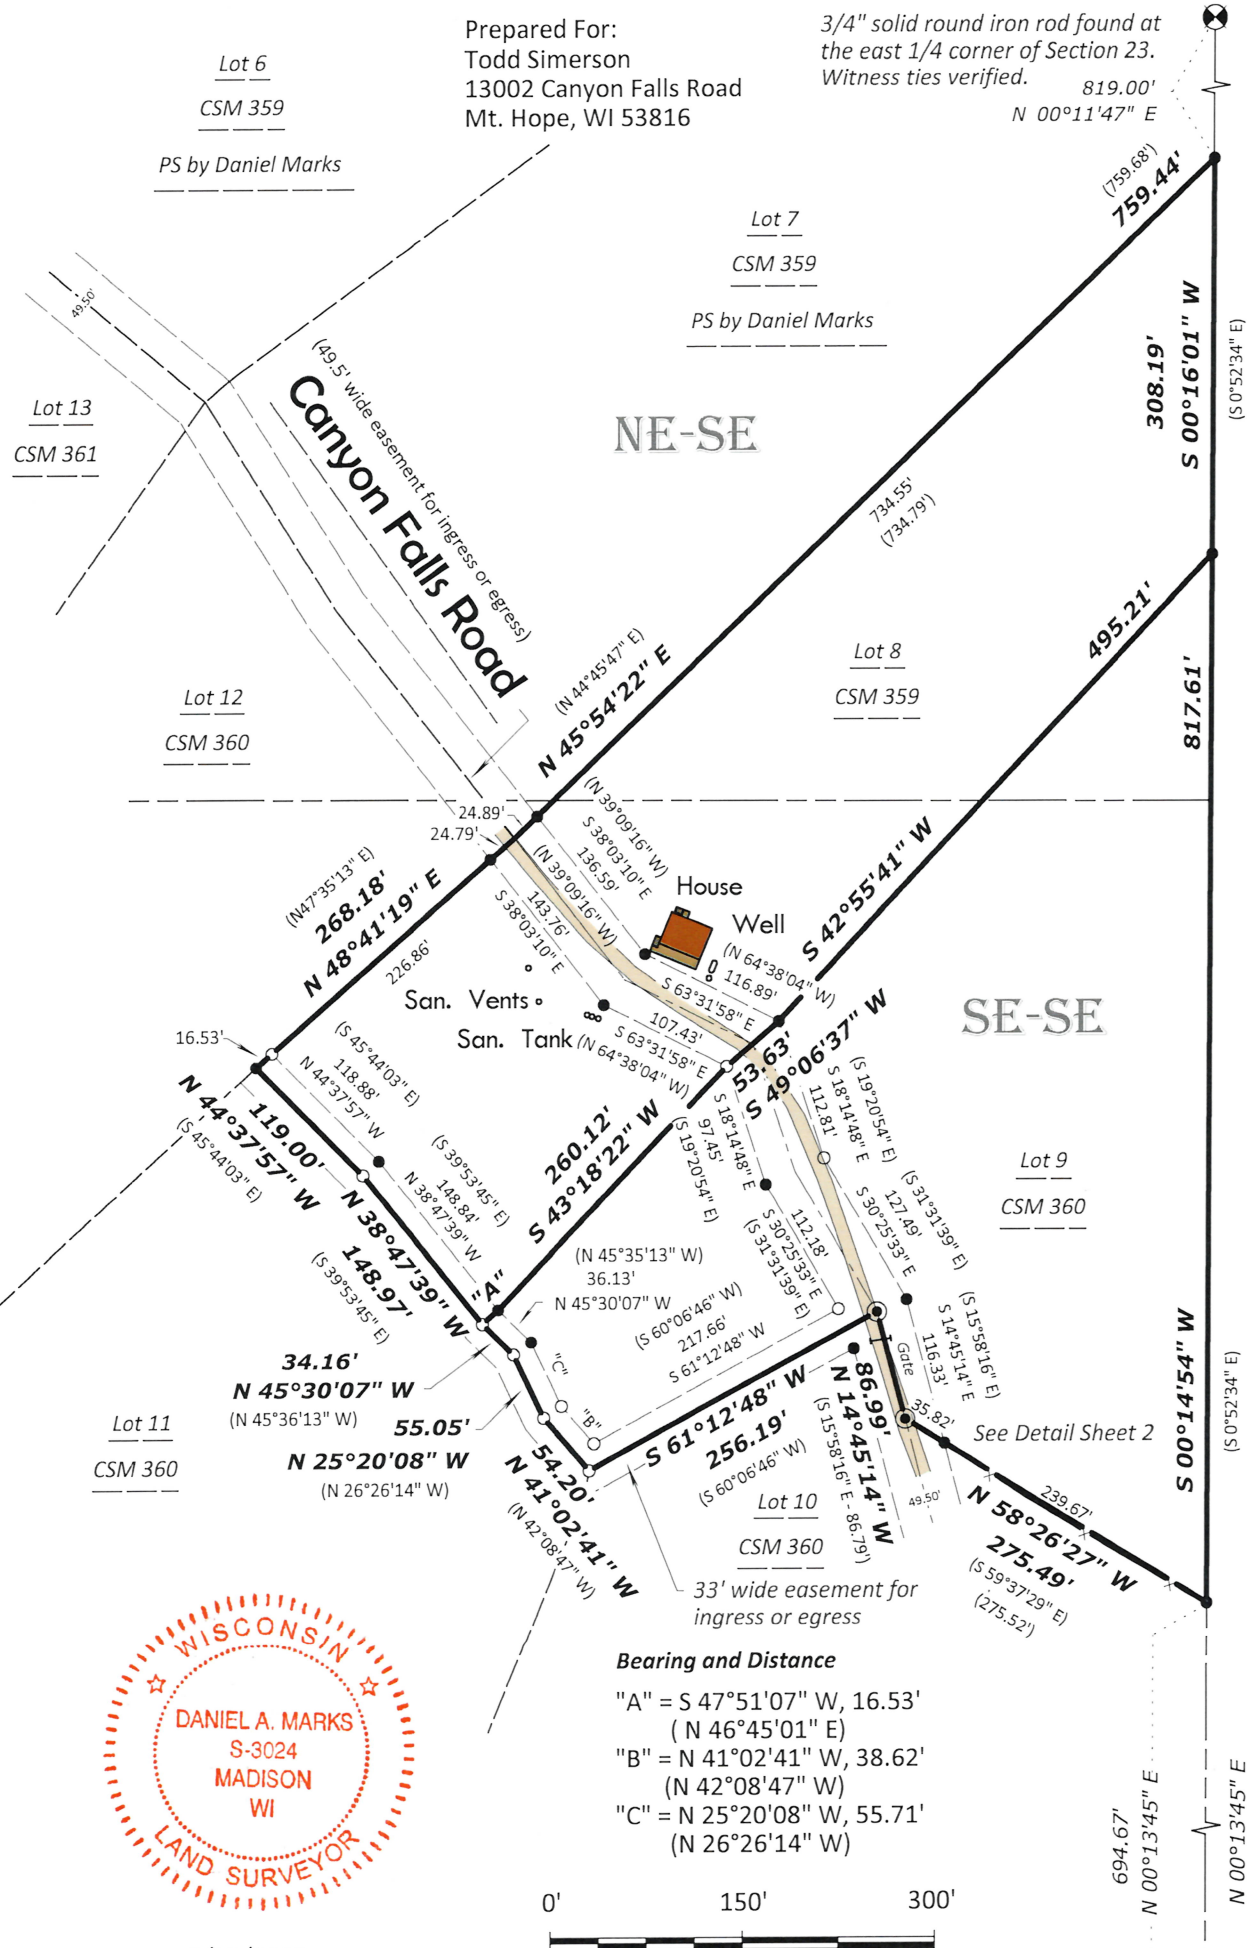 Prepared For:
Todd Simerson
13002 Canyon Falls Road
Mt. Hope, WI 53816
3/4" solid round iron rod found at
the east 1/4 corner of Section 23.
Witness ties verified.
819.00'
N 00°11'47" E
Lot 6
CSM 359
PS by Daniel Marks
(759.68')
759.44'
Lot 7
CSM 359
PS by Daniel Marks
49.50'
308.19'
S 00°16'01" W
(S 0°52'34" E)
Lot 13
CSM 361
(49.5' wide easement for ingress or egress)
Canyon Falls Road
NE-SE
734.55'
(734.79')
495.21'
Lot 8
CSM 359
817.61'
Lot 12
CSM 360
(N 44°45'47" E)
N 45°54'22" E
24.89'
24.79'
(N 39°09'16" W)
S 38°03'10" E
136.59'
(N 39°09'16" W)
143.76'
S 38°03'10" E
House
Well
S 42°55'41" W
(N47°35'13" E)
268.18'
N 48°41'19" E
226.86'
(N 64°38'04" W)
116.89'
S 63°31'58" E
107.43'
S 63°31'58" E
(N 64°38'04" W)
San. Vents
San. Tank
SE-SE
16.53'
53.63'
S 49°06'37" W
(S 45°44'03" E)
118.88'
N 44°37'57" W
N 44°37'57" W
119.00'
(S 45°44'03" E)
260.12'
S 43°18'22" W
(S 19°20'54" E)
S 18°14'48" E
112.81'
S 18°14'48" E
97.45'
(S 19°20'54" E)
Lot 9
CSM 360
(S 39°53'45" E)
148.84'
N 38°47'39" W
N 38°47'39" W
148.97'
(S 39°53'45" E)
(S 31°31'39" E)
127.49'
S 30°25'33" E
112.18'
S 30°25'33" E
(S 31°31'39" E)
"A"
(N 45°35'13" W)
36.13'
N 45°30'07" W
(S 60°06'46" W)
217.66'
S 61°12'48" W
(S 15°58'16" E)
S 14°45'14" E
116.33'
Gate
"C"
"B"
34.16'
N 45°30'07" W
(N 45°36'13" W)
55.05'
N 25°20'08" W
(N 26°26'14" W)
S 61°12'48" W
256.19'
(S 60°06'46" W)
86.99'
N 14°45'14" W
(S 15°58'16" E - 86.79')
35.82'
See Detail Sheet 2
S 00°14'54" W
(S 0°52'34" E)
Lot 11
CSM 360
54.20'
N 41°02'41" W
(N 42°08'47" W)
Lot 10
CSM 360
49.50'
239.67'
N 58°26'27" W
275.49'
(S 59°37'29" E)
(275.52')
33' wide easement for
ingress or egress
WISCONSIN
DANIEL A. MARKS
S-3024
MADISON
WI
LAND SURVEYOR
Bearing and Distance
"A" = S 47°51'07" W, 16.53'
( N 46°45'01" E)
"B" = N 41°02'41" W, 38.62'
(N 42°08'47" W)
"C" = N 25°20'08" W, 55.71'
(N 26°26'14" W)
694.67'
N 00°13'45" E
N 00°13'45" E
0' 150' 300'